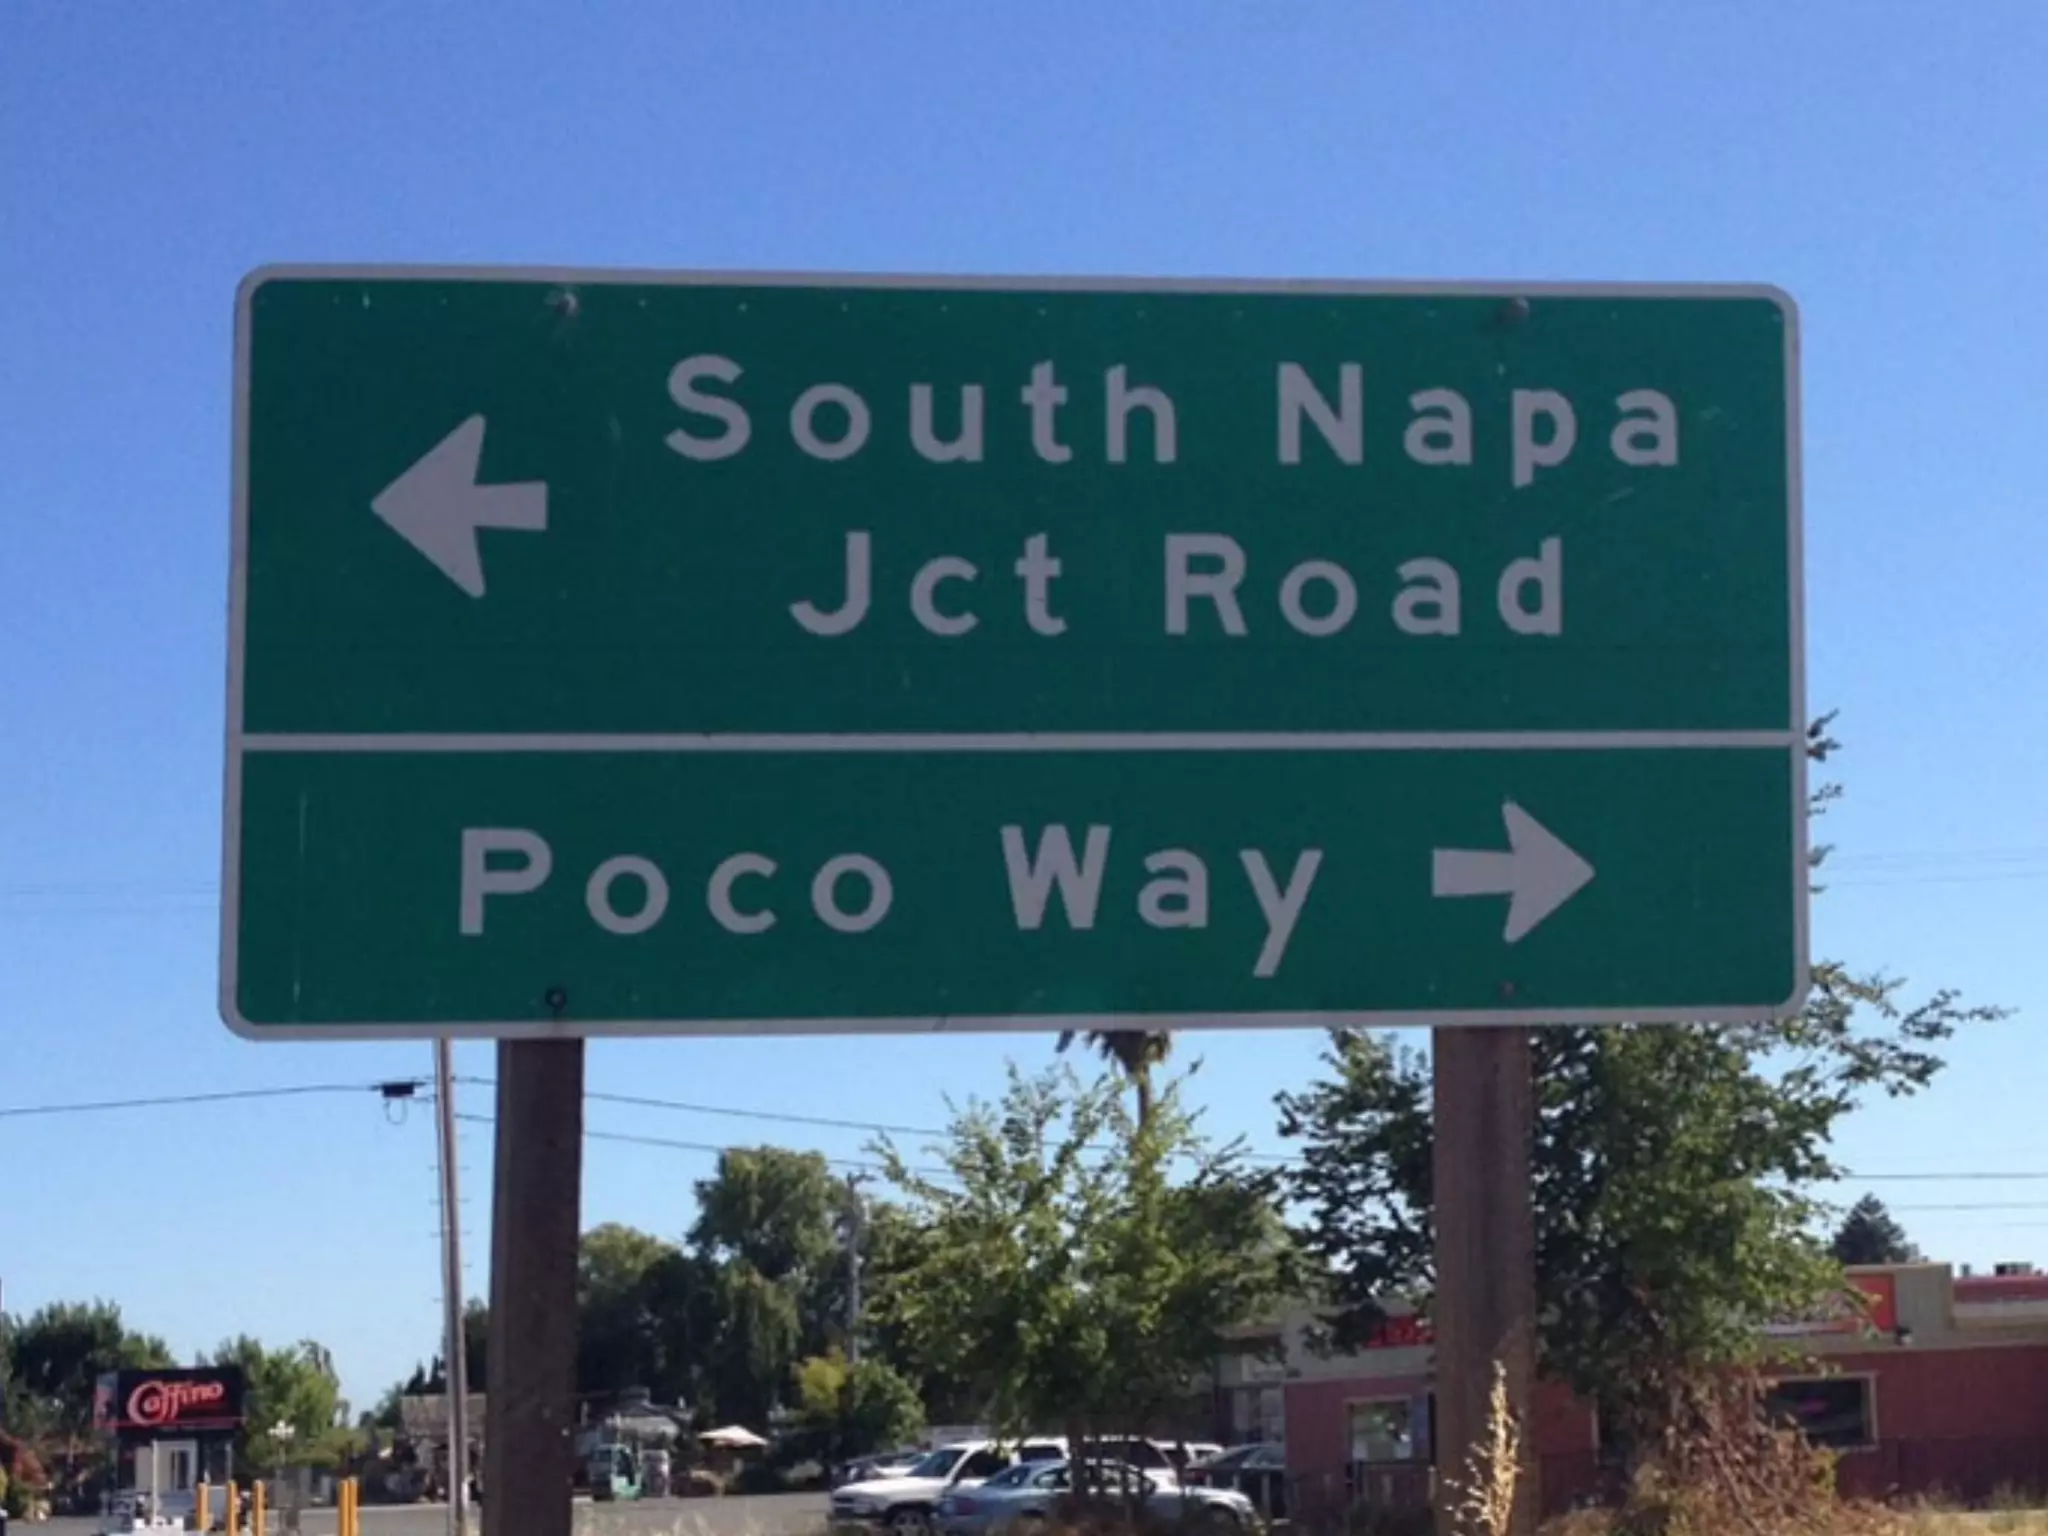 South Napa
Jct Road
Poco Way
Caffino